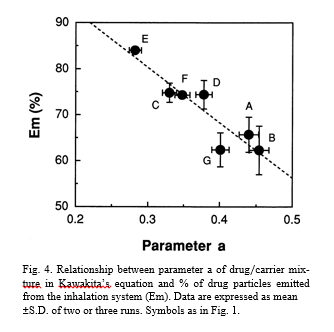 90
80
70
60
50
Em (%)
E
C
F
D
A
B
G
0.2
0.3
0.4
0.5
Parameter a
Fig. 4. Relationship between parameter a of drug/carrier mix-
ture in Kawakita's equation and % of drug particles emitted
from the inhalation system (Em). Data are expressed as mean
±S.D. of two or three runs. Symbols as in Fig. 1.